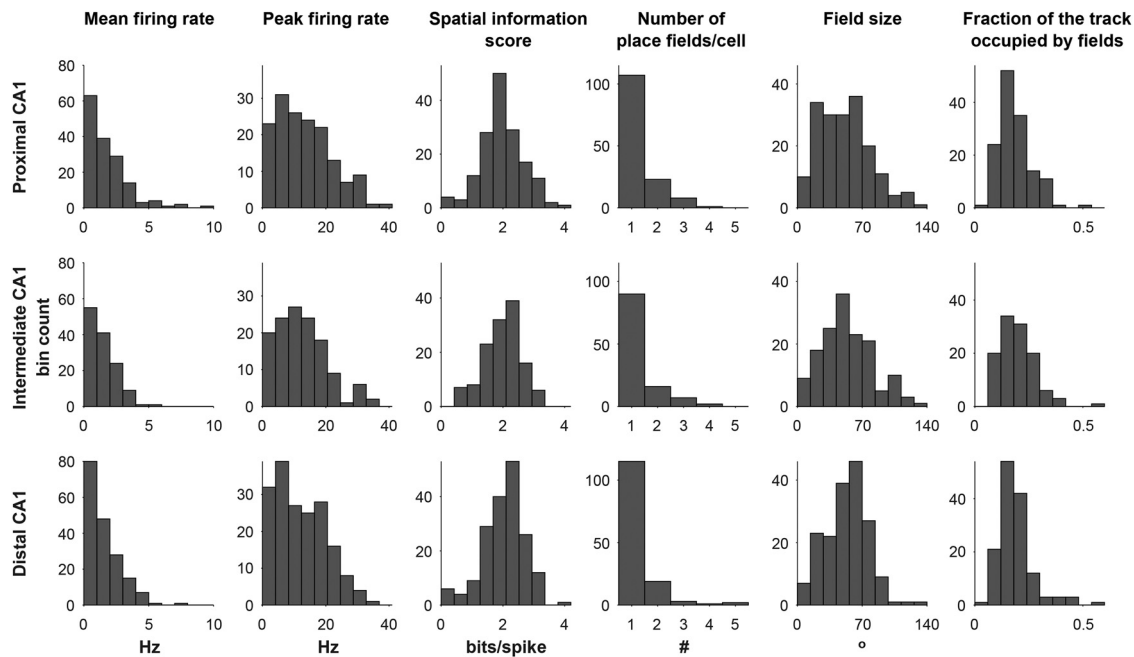 Mean firing rate
Peak firing rate
Spatial information
score
Number of
place fields/cell
Field size
Fraction of the track
occupied by fields
Proximal CA1
80
60
40
20
0
0 5 10
30
20
10
0
0 20 40
40
20
0
0 2 4
100
50
0
1 2 3 4 5
40
20
0
0 70 140
40
20
0
0 0.5
Intermediate CA1
bin count
80
60
40
20
0
0 5 10
30
20
10
0
0 20 40
40
20
0
0 2 4
100
50
0
1 2 3 4 5
40
20
0
0 70 140
40
20
0
0 0.5
Distal CA1
80
60
40
20
0
0 5 10
Hz
30
20
10
0
0 20 40
Hz
40
20
0
0 2 4
bits/spike
100
50
0
1 2 3 4 5
#
40
20
0
0 70 140
o
40
20
0
0 0.5